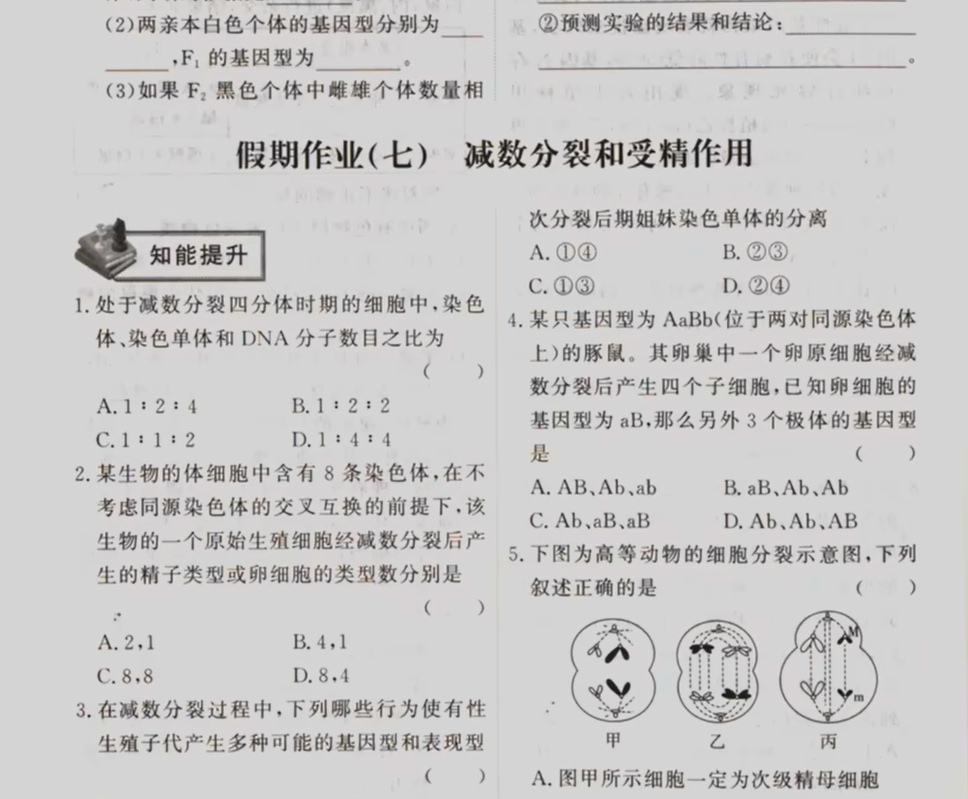 (2)两亲本白色个体的基因型分别为____
______,F₁ 的基因型为________。
(3)如果 F₂ 黑色个体中雌雄个体数量相
②预测实验的结果和结论:____________
______________________________。
假期作业(七) 减数分裂和受精作用
知能提升
1. 处于减数分裂四分体时期的细胞中,染色
体、染色单体和 DNA 分子数目之比为
( )
A. 1∶2∶4 B. 1∶2∶2
C. 1∶1∶2 D. 1∶4∶4
2. 某生物的体细胞中含有 8 条染色体,在不
考虑同源染色体的交叉互换的前提下,该
生物的一个原始生殖细胞经减数分裂后产
生的精子类型或卵细胞的类型数分别是
( )
A. 2,1 B. 4,1
C. 8,8 D. 8,4
3. 在减数分裂过程中,下列哪些行为使有性
生殖子代产生多种可能的基因型和表现型
( )
次分裂后期姐妹染色单体的分离
A. ①④ B. ②③
C. ①③ D. ②④
4. 某只基因型为 AaBb(位于两对同源染色体
上)的豚鼠。其卵巢中一个卵原细胞经减
数分裂后产生四个子细胞,已知卵细胞的
基因型为 aB,那么另外 3 个极体的基因型
是 ( )
A. AB、Ab、ab B. aB、Ab、Ab
C. Ab、aB、aB D. Ab、Ab、AB
5. 下图为高等动物的细胞分裂示意图,下列
叙述正确的是 ( )
M
m
甲 乙 丙
A. 图甲所示细胞一定为次级精母细胞